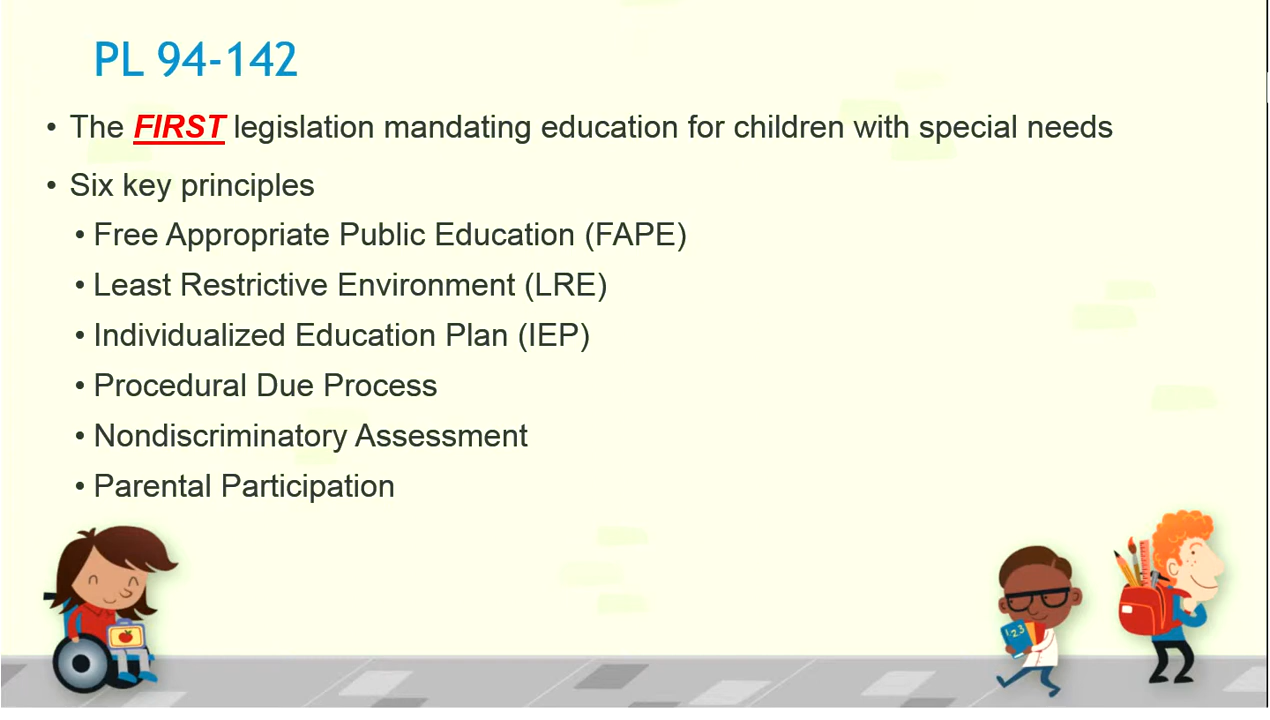 PL 94-142
• The FIRST legislation mandating education for children with special needs
• Six key principles
• Free Appropriate Public Education (FAPE)
• Least Restrictive Environment (LRE)
• Individualized Education Plan (IEP)
• Procedural Due Process
• Nondiscriminatory Assessment
• Parental Participation
123